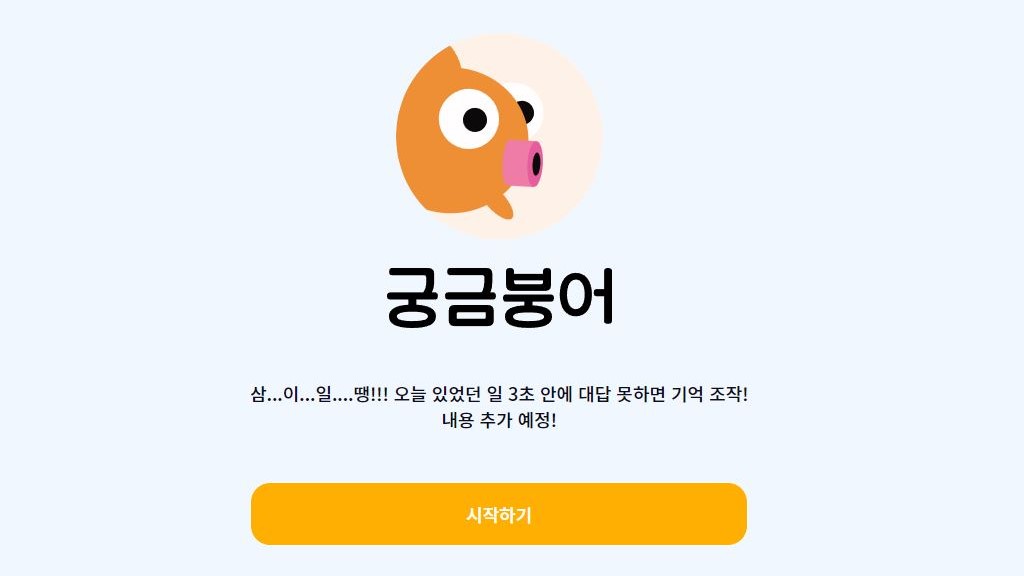 궁금붕어
삼...이...일....땡!!! 오늘 있었던 일 3초 안에 대답 못하면 기억 조작!
내용 추가 예정!
시작하기